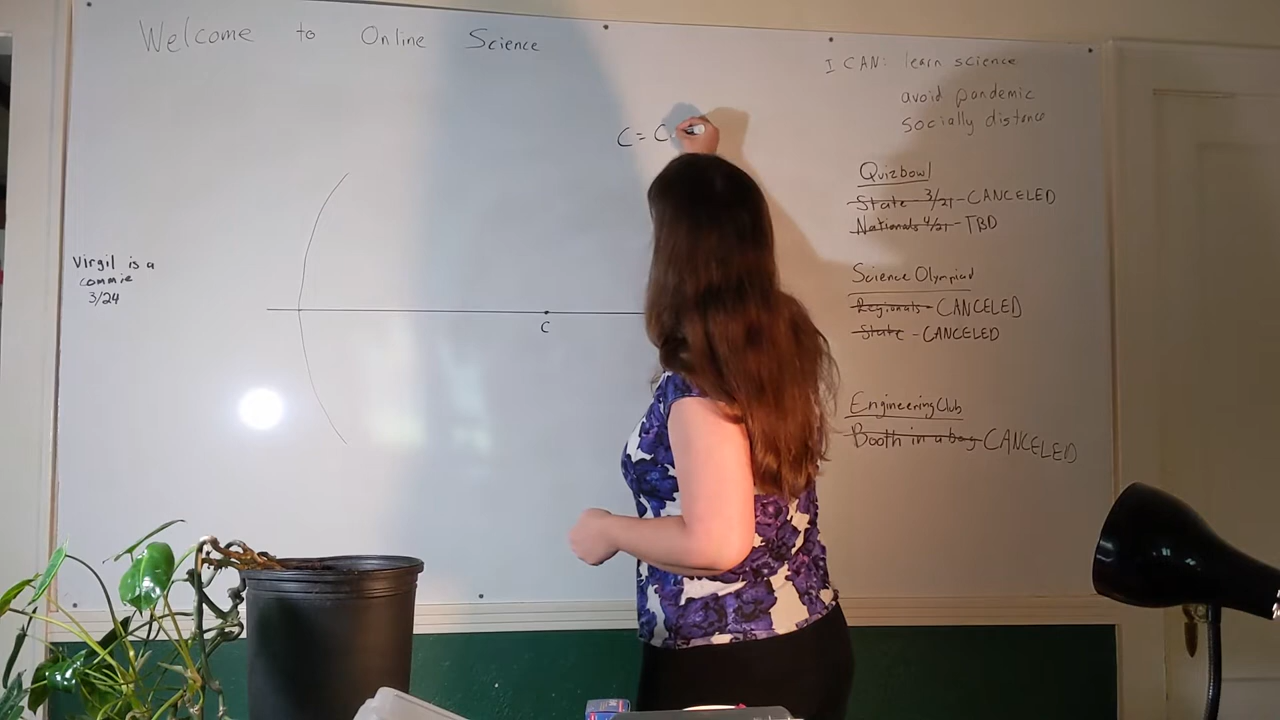 Welcome to Online Science
I CAN: learn science
avoid pandemic
socially distance
C = C
Quizbowl
State 3/21 - CANCELED
Nationals 4/21 - TBD
Virgil is a
commie
3/24
Science Olympiad
Regionals - CANCELED
State - CANCELED
C
Engineering Club
Booth in a bag CANCELED